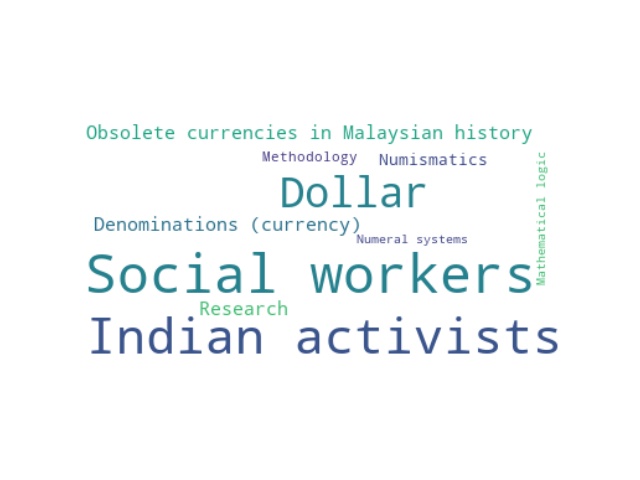 Obsolete currencies in Malaysian history
Methodology
Numismatics
Mathematical logic
Dollar
Denominations (currency)
Numeral systems
Social workers
Research
Indian activists